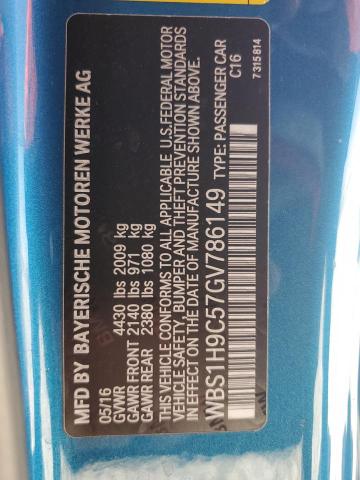 MFD BY BAYERISCHE MOTOREN WERKE AG
05/16
GVWR 4430 lbs 2009 kg
GAWR FRONT 2140 lbs 971 kg
GAWR REAR 2380 lbs 1080 kg
THIS VEHICLE CONFORMS TO ALL APPLICABLE U.S. FEDERAL MOTOR
VEHICLE SAFETY, BUMPER AND THEFT PREVENTION STANDARDS
IN EFFECT ON THE DATE OF MANUFACTURE SHOWN ABOVE.
WBS1H9C57GV786149 TYPE: PASSENGER CAR
C16
7315814